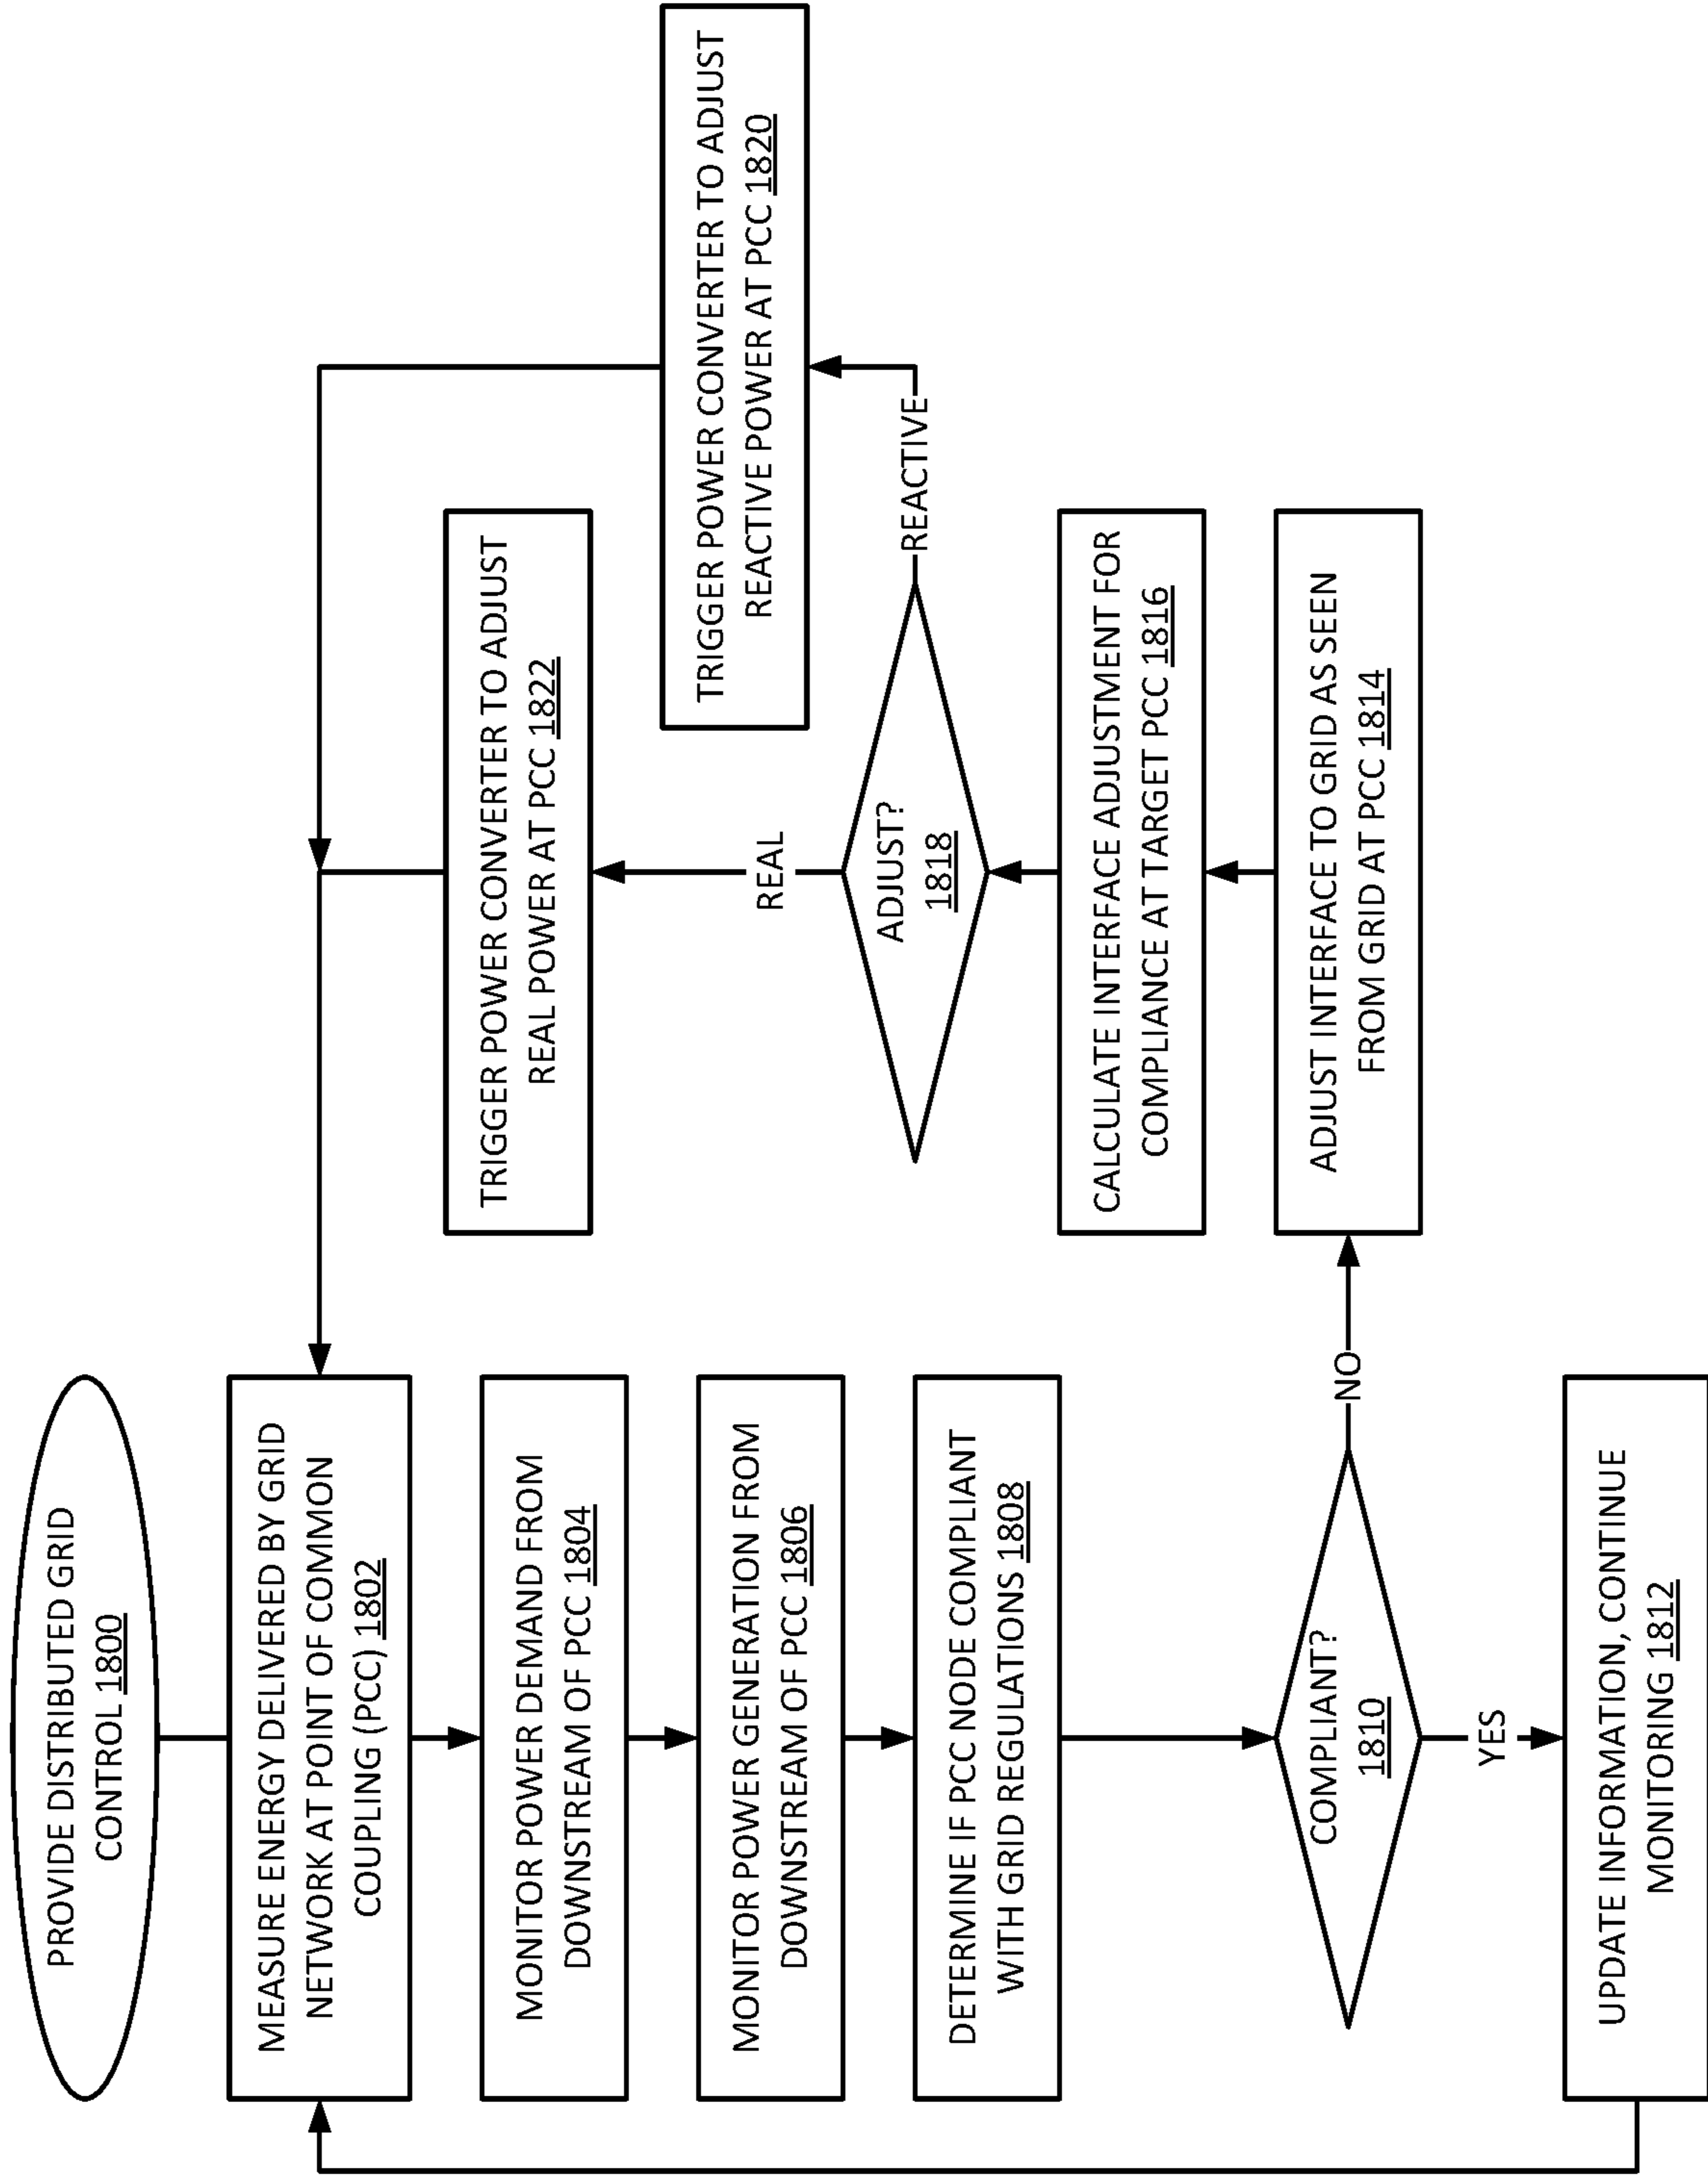 PROVIDE DISTRIBUTED GRID
CONTROL 1800
MEASURE ENERGY DELIVERED BY GRID
NETWORK AT POINT OF COMMON
COUPLING (PCC) 1802
MONITOR POWER DEMAND FROM
DOWNSTREAM OF PCC 1804
MONITOR POWER GENERATION FROM
DOWNSTREAM OF PCC 1806
DETERMINE IF PCC NODE COMPLIANT
WITH GRID REGULATIONS 1808
COMPLIANT?
1810
YES
UPDATE INFORMATION, CONTINUE
MONITORING 1812
NO
ADJUST INTERFACE TO GRID AS SEEN
FROM GRID AT PCC 1814
CALCULATE INTERFACE ADJUSTMENT FOR
COMPLIANCE AT TARGET PCC 1816
ADJUST?
1818
REACTIVE
TRIGGER POWER CONVERTER TO ADJUST
REACTIVE POWER AT PCC 1820
REAL
TRIGGER POWER CONVERTER TO ADJUST
REAL POWER AT PCC 1822